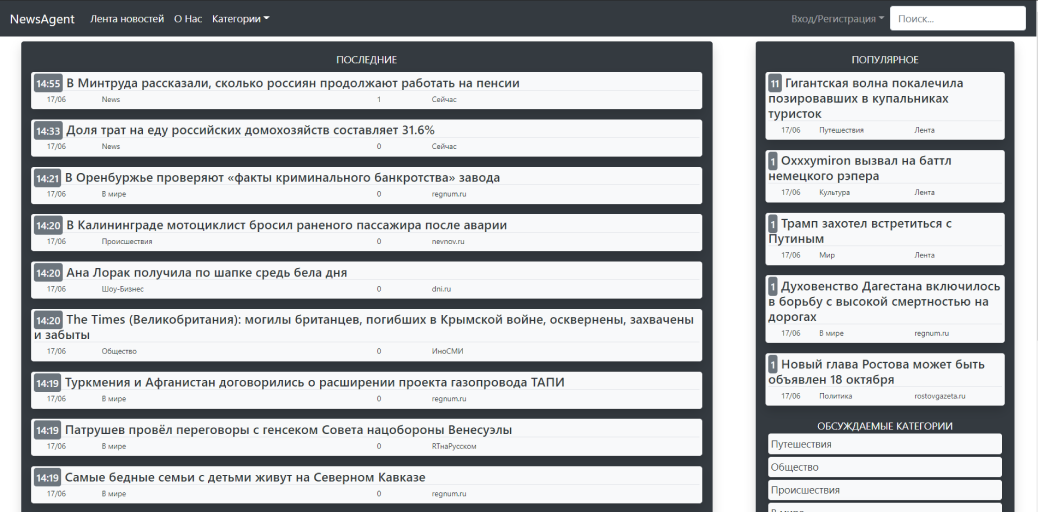 NewsAgent Лента новостей О Нас Категории Вход/Регистрация Поиск...
ПОСЛЕДНИЕ
14:55 В Минтруда рассказали, сколько россиян продолжают работать на пенсии
17/06 News 1 Сейчас
14:33 Доля трат на еду российских домохозяйств составляет 31.6%
17/06 News 0 Сейчас
14:21 В Оренбуржье проверяют «факты криминального банкротства» завода
17/06 В мире 0 regnum.ru
14:20 В Калининграде мотоциклист бросил раненого пассажира после аварии
17/06 Происшествия 0 nevnov.ru
14:20 Ана Лорак получила по шапке средь бела дня
17/06 Шоу-Бизнес 0 dni.ru
14:20 The Times (Великобритания): могилы британцев, погибших в Крымской войне, осквернены, захвачены
и забыты
17/06 Общество 0 ИноСМИ
14:19 Туркмения и Афганистан договорились о расширении проекта газопровода ТАПИ
17/06 В мире 0 regnum.ru
14:19 Патрушев провёл переговоры с генсеком Совета нацобороны Венесуэлы
17/06 В мире 0 RTнаРусском
14:19 Самые бедные семьи с детьми живут на Северном Кавказе
17/06 В мире 0 regnum.ru
ПОПУЛЯРНОЕ
11 Гигантская волна покалечила
позировавших в купальниках
туристок
17/06 Путешествия Лента
1 Oxxxymiron вызвал на баттл
немецкого рэпера
17/06 Культура Лента
1 Трамп захотел встретиться с
Путиным
17/06 Мир Лента
1 Духовенство Дагестана включилось
в борьбу с высокой смертностью на
дорогах
17/06 В мире regnum.ru
1 Новый глава Ростова может быть
объявлен 18 октября
17/06 Политика rostovgazeta.ru
ОБСУЖДАЕМЫЕ КАТЕГОРИИ
Путешествия
Общество
Происшествия
В мире